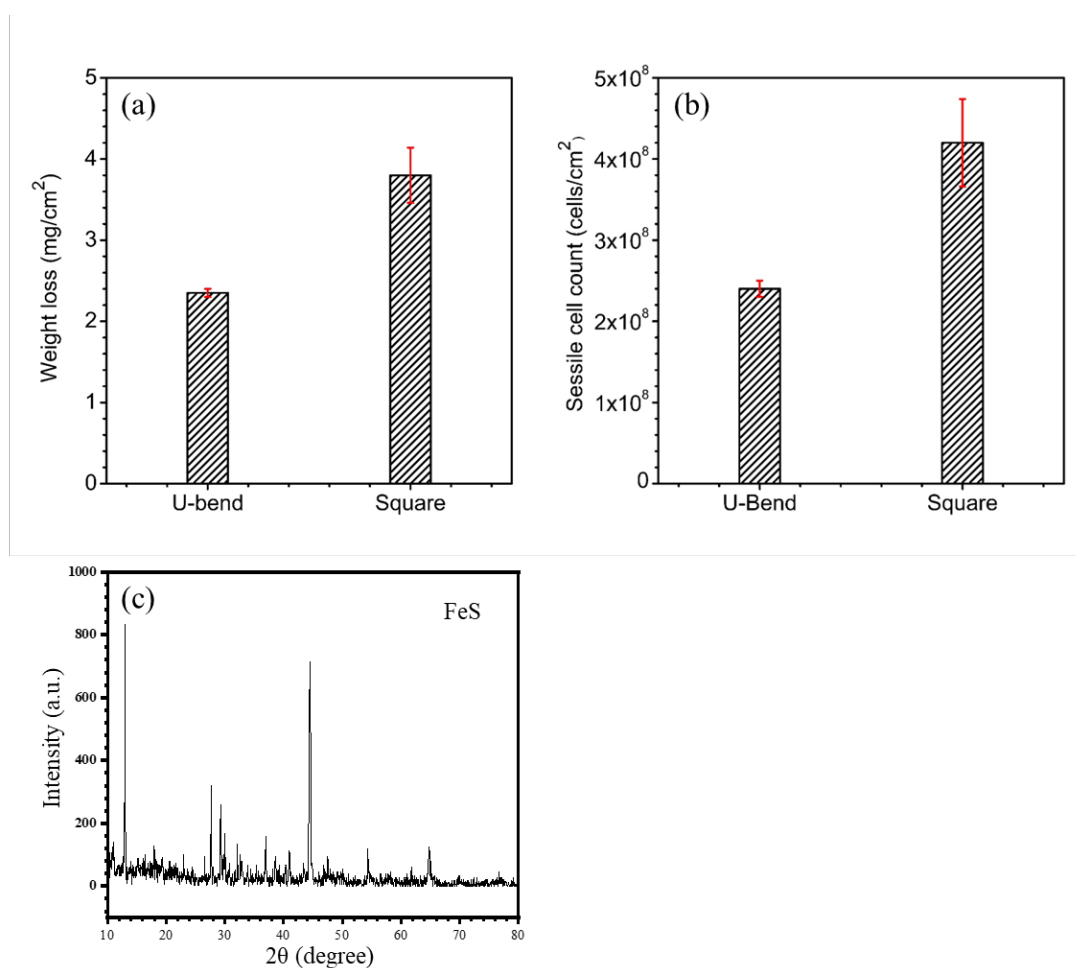 (a)
Weight loss (mg/cm²)
5
4
3
2
1
0
U-bend
Square
(b)
Sessile cell count (cells/cm²)
5x10⁸
4x10⁸
3x10⁸
2x10⁸
1x10⁸
0
U-Bend
Square
(c)
FeS
Intensity (a.u.)
1000
800
600
400
200
0
10 20 30 40 50 60 70 80
2θ (degree)